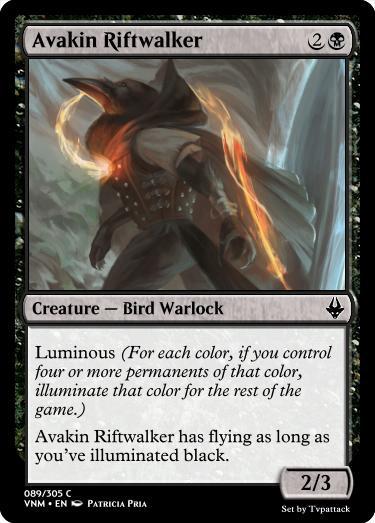 Avakin Riftwalker 2
Creature — Bird Warlock
Luminous (For each color, if you control
four or more permanents of that color,
illuminate that color for the rest of the
game.)
Avakin Riftwalker has flying as long as
you've illuminated black.
2/3
089/305 C
VNM • EN Patricia Pria
Set by Tvpattack